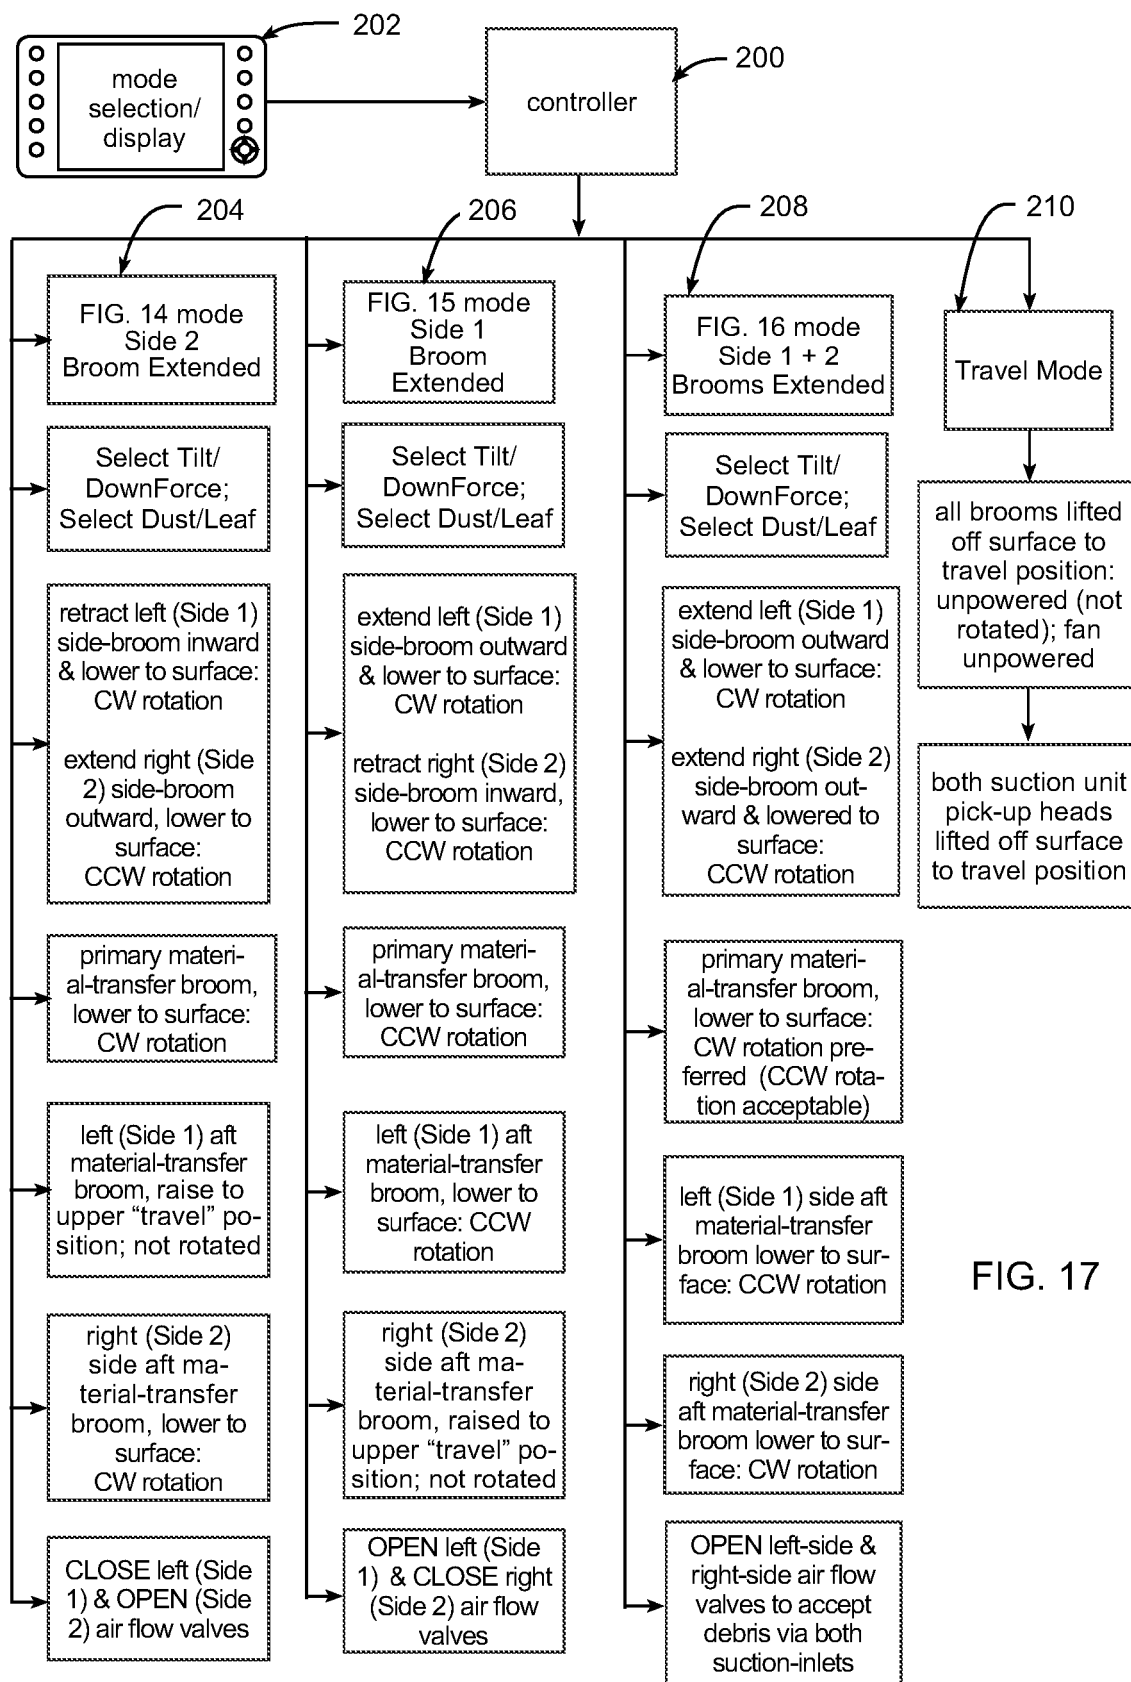 202
mode
selection/
display
200
controller
204
206
208
210
FIG. 14 mode
Side 2
Broom Extended
Select Tilt/
DownForce;
Select Dust/Leaf
retract left (Side 1)
side-broom inward
& lower to surface:
CW rotation
extend right (Side
2) side-broom
outward, lower to
surface:
CCW rotation
primary materi-
al-transfer broom,
lower to surface:
CW rotation
left (Side 1) aft
material-transfer
broom, raise to
upper “travel” po-
sition; not rotated
right (Side 2)
side aft ma-
terial-transfer
broom, lower to
surface:
CW rotation
CLOSE left (Side
1) & OPEN (Side
2) air flow valves
FIG. 15 mode
Side 1
Broom
Extended
Select Tilt/
DownForce;
Select Dust/Leaf
extend left (Side 1)
side-broom outward
& lower to surface:
CW rotation
retract right (Side 2)
side-broom inward,
lower to surface:
CCW rotation
primary materi-
al-transfer broom,
lower to surface:
CCW rotation
left (Side 1) aft
material-transfer
broom, lower to
surface: CCW
rotation
right (Side 2)
side aft ma-
terial-transfer
broom, raised to
upper “travel” po-
sition; not rotated
OPEN left (Side
1) & CLOSE right
(Side 2) air flow
valves
FIG. 16 mode
Side 1 + 2
Brooms Extended
Select Tilt/
DownForce;
Select Dust/Leaf
extend left (Side 1)
side-broom outward
& lower to surface:
CW rotation
extend right (Side 2)
side-broom out-
ward & lowered to
surface:
CCW rotation
primary materi-
al-transfer broom,
lower to surface:
CW rotation pre-
ferred (CCW rota-
tion acceptable)
left (Side 1) side aft
material-transfer
broom lower to sur-
face: CCW rotation
right (Side 2) side
aft material-transfer
broom lower to sur-
face: CW rotation
OPEN left-side &
right-side air flow
valves to accept
debris via both
suction-inlets
Travel Mode
all brooms lifted
off surface to
travel position:
unpowered (not
rotated); fan
unpowered
both suction unit
pick-up heads
lifted off surface
to travel position
FIG. 17